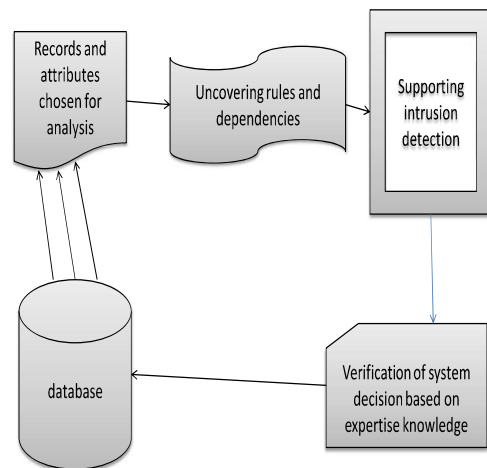 Records and
attributes
chosen for
analysis
Uncovering rules and
dependencies
Supporting
intrusion
detection
database
Verification of system
decision based on
expertise knowledge